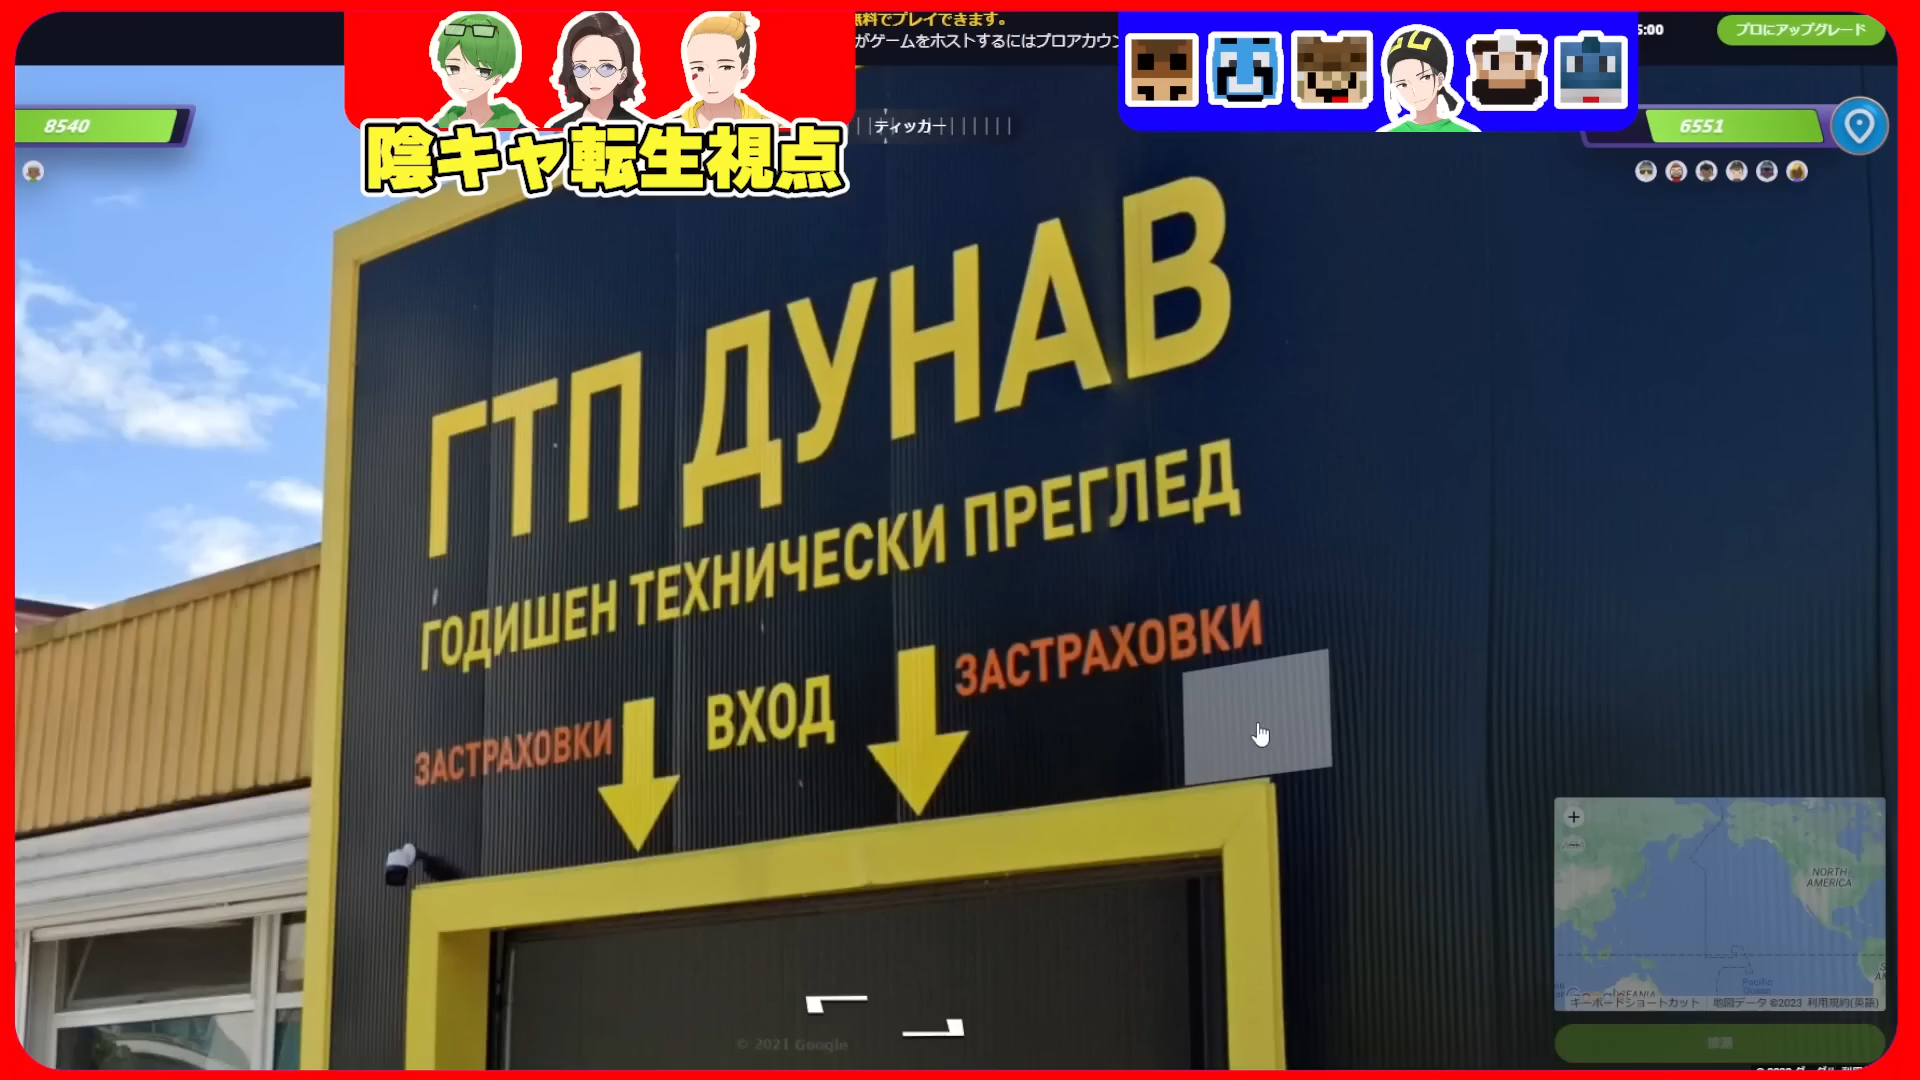 無料でプレイできます。
がゲームをホストするにはプロアカウン
5:00
プロにアップグレード
8540
ティッカー
6551
陰キャ転生視点
ГТП ДУНАВ
ГОДИШЕН ТЕХНИЧЕСКИ ПРЕГЛЕД
ЗАСТРАХОВКИ
ВХОД
ЗАСТРАХОВКИ
NORTH
AMERICA
Pacific
Ocean
キーボードショートカット
地図データ ©2023
利用規約(英語)
© 2021 Google